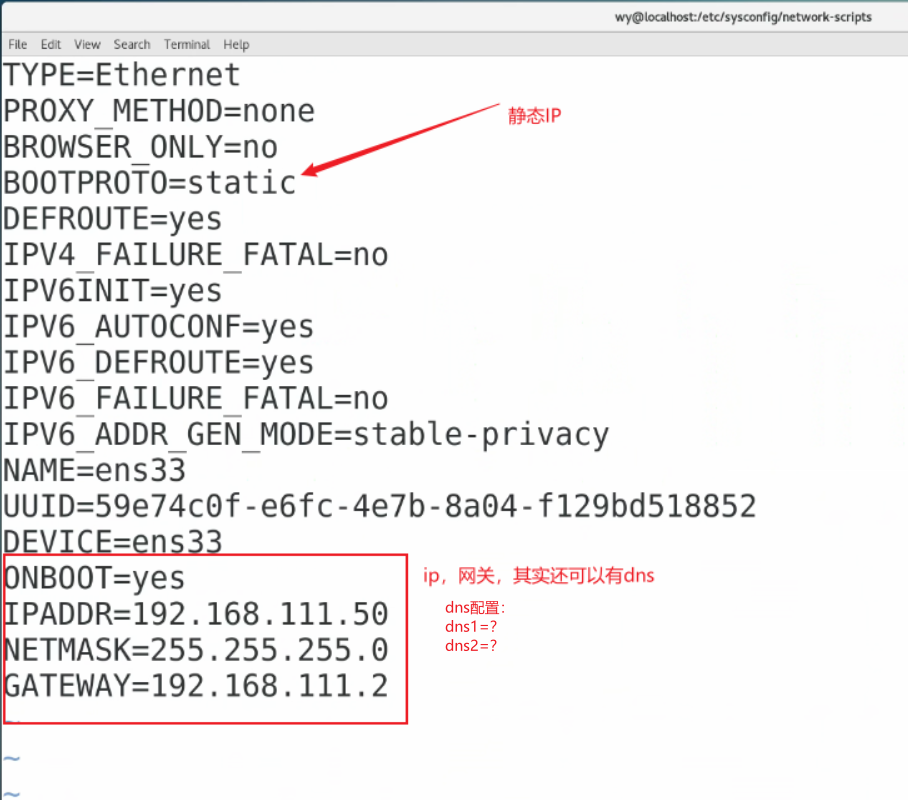 wy@localhost:/etc/sysconfig/network-scripts
File Edit View Search Terminal Help
TYPE=Ethernet
PROXY_METHOD=none
静态IP
BROWSER_ONLY=no
BOOTPROTO=static
DEFROUTE=yes
IPV4_FAILURE_FATAL=no
IPV6INIT=yes
IPV6_AUTOCONF=yes
IPV6_DEFROUTE=yes
IPV6_FAILURE_FATAL=no
IPV6_ADDR_GEN_MODE=stable-privacy
NAME=ens33
UUID=59e74c0f-e6fc-4e7b-8a04-f129bd518852
DEVICE=ens33
ONBOOT=yes
IPADDR=192.168.111.50
NETMASK=255.255.255.0
GATEWAY=192.168.111.2
ip，网关，其实还可以有dns
dns配置：
dns1=?
dns2=?
~
~
~